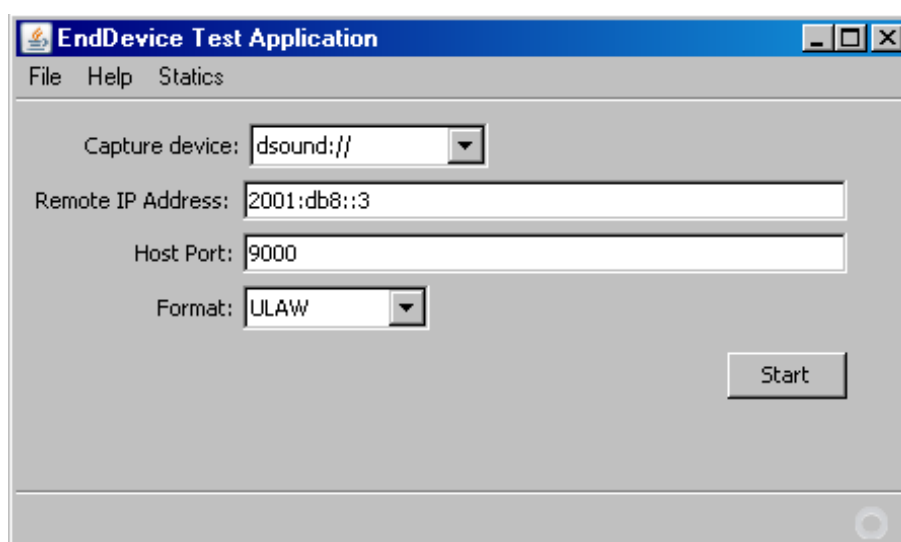 EndDevice Test Application
File Help Statics
Capture device: dsound://
Remote IP Address: 2001:db8::3
Host Port: 9000
Format: ULAW
Start